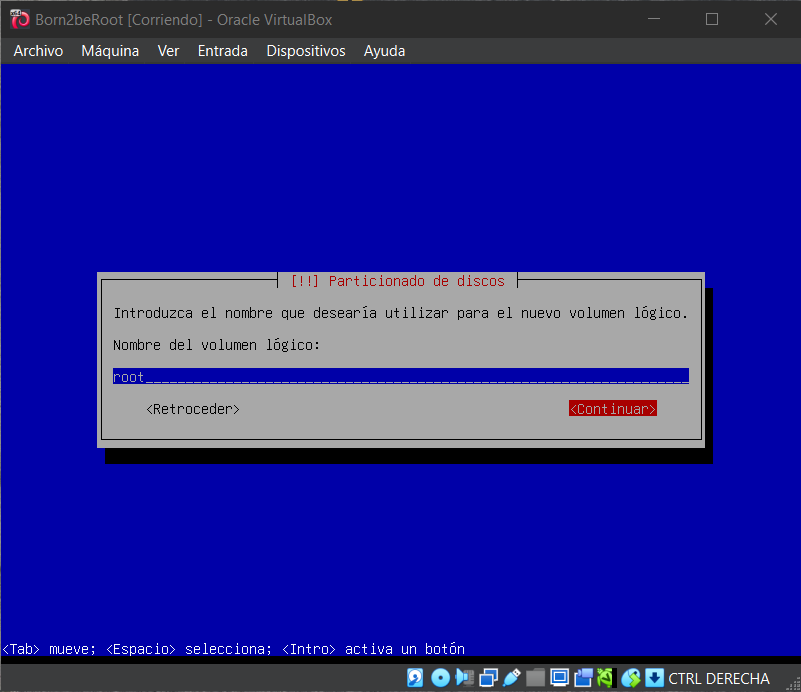 Born2beRoot [Corriendo] - Oracle VirtualBox
Archivo Máquina Ver Entrada Dispositivos Ayuda
[!!] Particionado de discos
Introduzca el nombre que desearía utilizar para el nuevo volumen lógico.
Nombre del volumen lógico:
root
<Retroceder> <Continuar>
<Tab> mueve; <Espacio> selecciona; <Intro> activa un botón
CTRL DERECHA